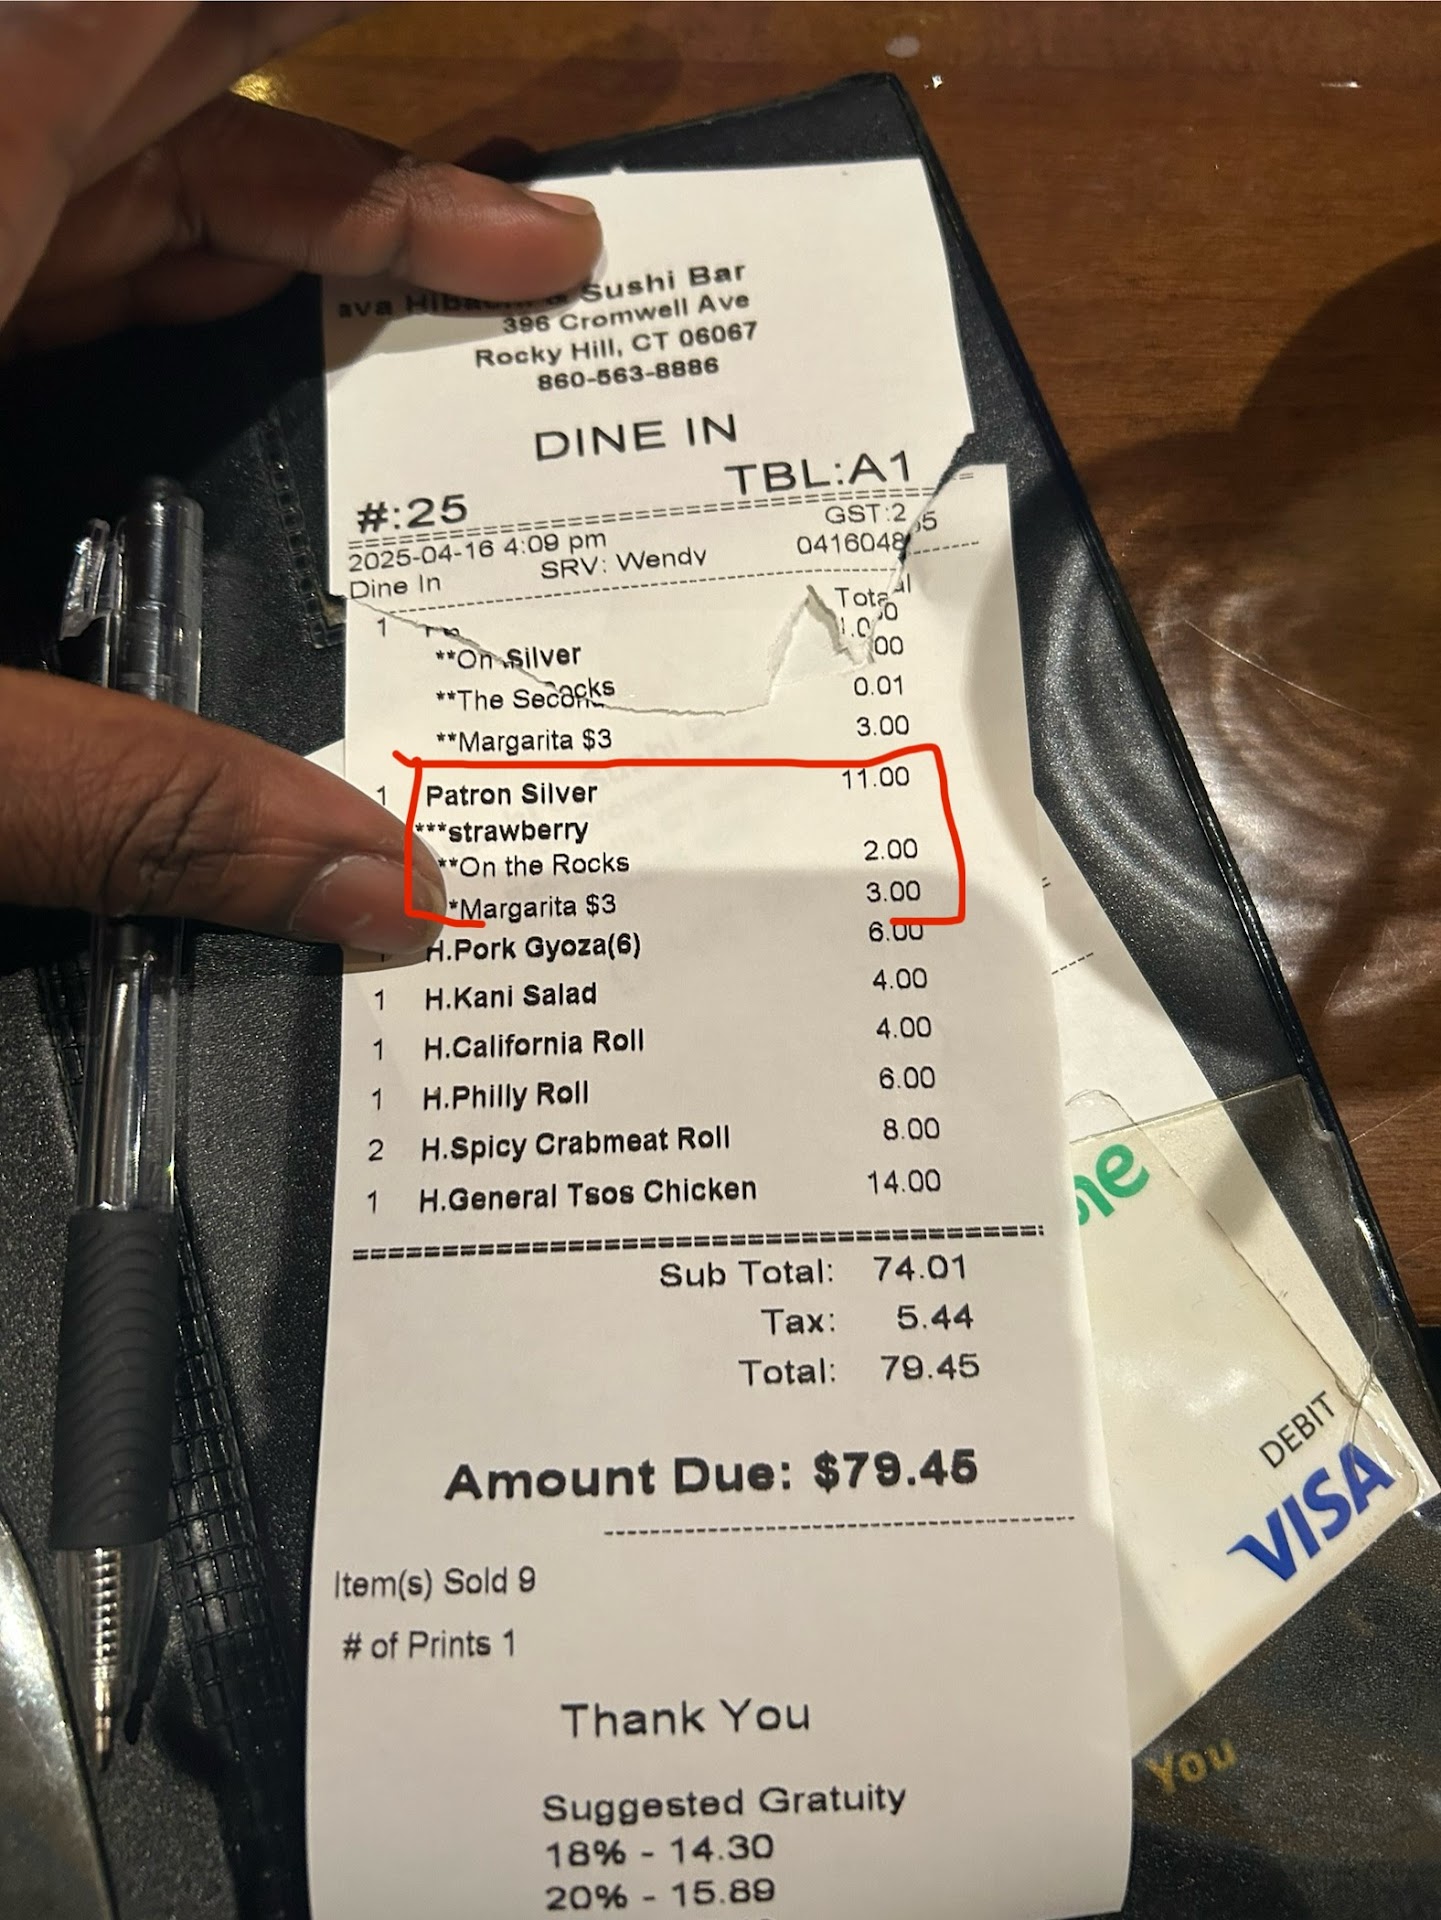 Sushi Bar
396 Cromwell Ave
Rocky Hill, CT 06067
860-563-8886
DINE IN
TBL:A1
#:25
GST:2
2025-04-16 4:09 pm
Dine In SRV: Wendy
Total
1
Silver
**On
**The
0.01
**Margarita $3 3.00
1 Patron Silver 11.00
***strawberry
**On the Rocks 2.00
*Margarita $3 3.00
H.Pork Gyoza(6) 6.00
1 H.Kani Salad 4.00
1 H.California Roll 4.00
1 H.Philly Roll 6.00
2 H.Spicy Crabmeat Roll 8.00
1 H.General Tsos Chicken 14.00
Sub Total: 74.01
Tax: 5.44
Total: 79.45
Amount Due: $79.45
Item(s) Sold 9
# of Prints 1
Thank You
Suggested Gratuity
18% - 14.30
20% - 15.89
DEBIT
VISA
You